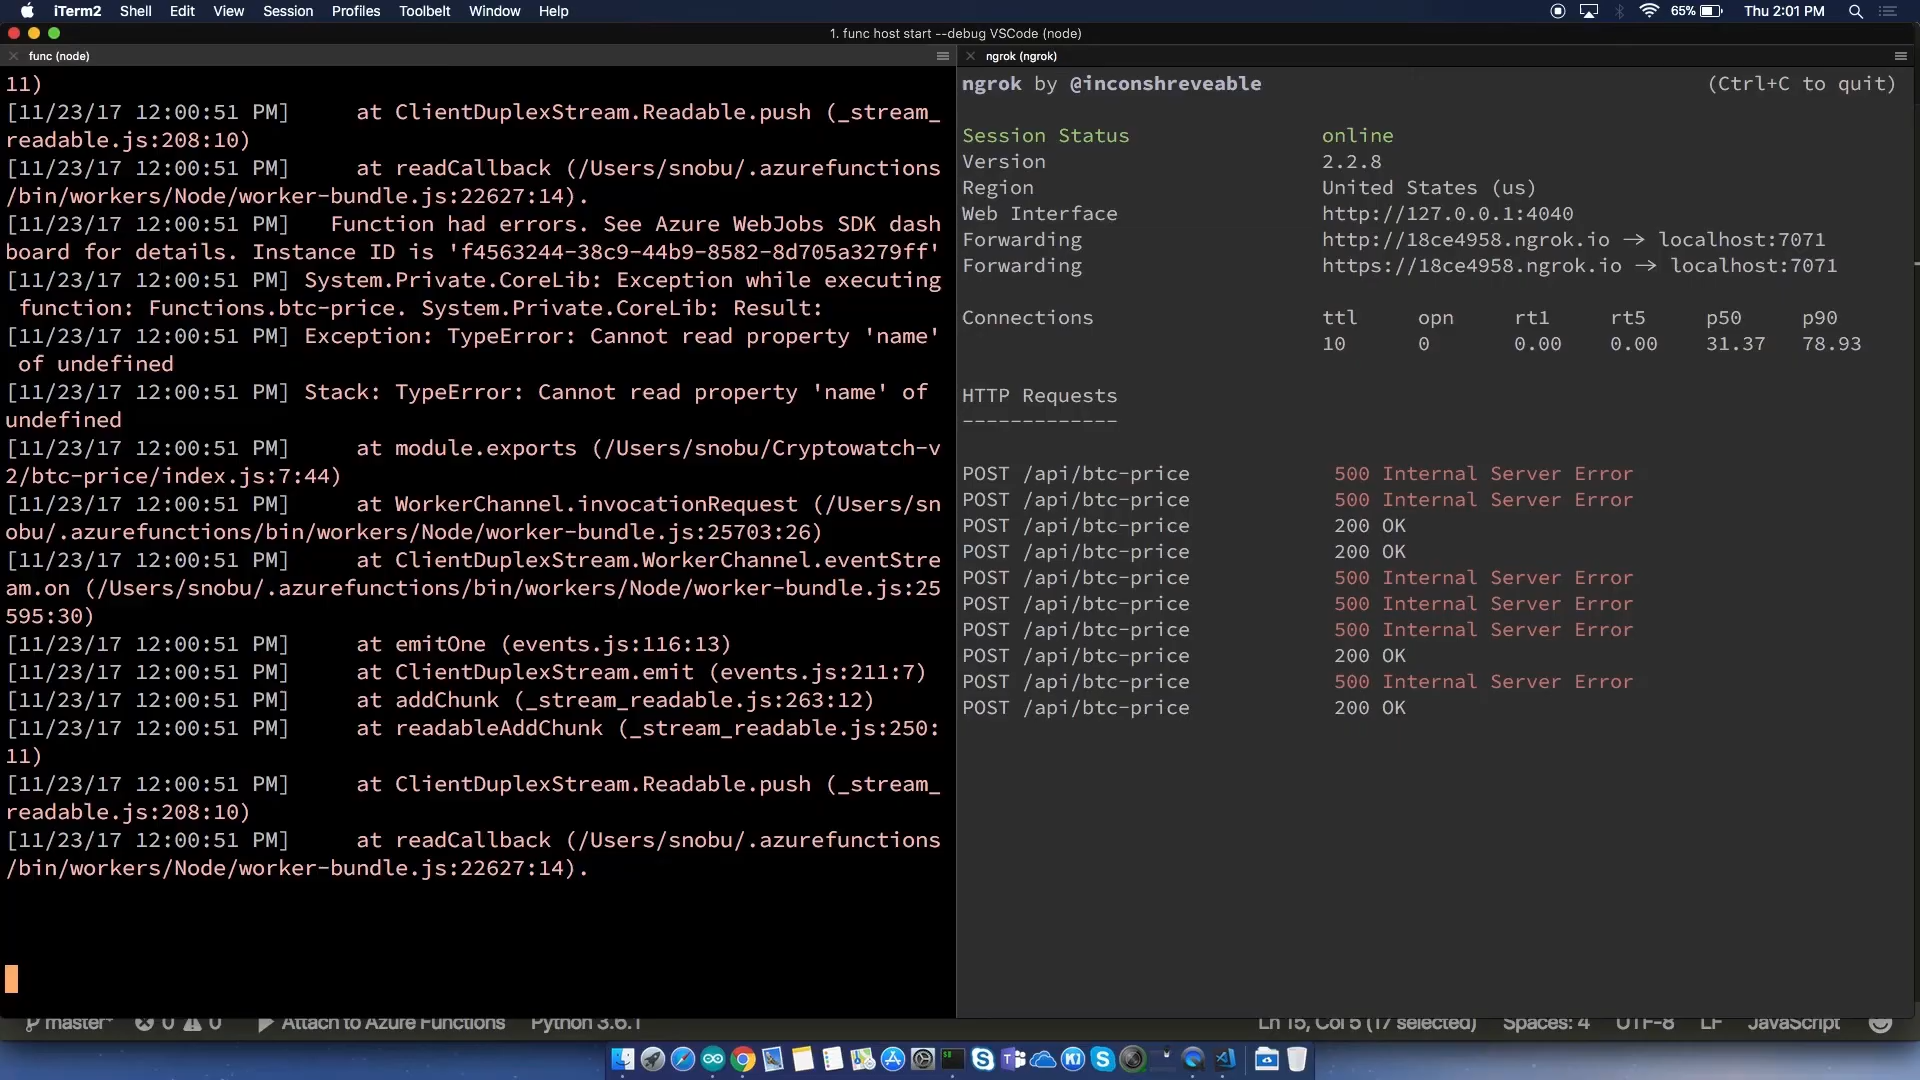 iTerm2 Shell Edit View Session Profiles Toolbelt Window Help 65% Thu 2:01 PM
1. func host start --debug VSCode (node)
func (node)
11)
[11/23/17 12:00:51 PM]     at ClientDuplexStream.Readable.push (_stream_
readable.js:208:10)
[11/23/17 12:00:51 PM]     at readCallback (/Users/snobu/.azurefunctions
/bin/workers/Node/worker-bundle.js:22627:14).
[11/23/17 12:00:51 PM]   Function had errors. See Azure WebJobs SDK dash
board for details. Instance ID is 'f4563244-38c9-44b9-8582-8d705a3279ff'
[11/23/17 12:00:51 PM] System.Private.CoreLib: Exception while executing
 function: Functions.btc-price. System.Private.CoreLib: Result:
[11/23/17 12:00:51 PM] Exception: TypeError: Cannot read property 'name'
 of undefined
[11/23/17 12:00:51 PM] Stack: TypeError: Cannot read property 'name' of
undefined
[11/23/17 12:00:51 PM]     at module.exports (/Users/snobu/Cryptowatch-v
2/btc-price/index.js:7:44)
[11/23/17 12:00:51 PM]     at WorkerChannel.invocationRequest (/Users/sn
obu/.azurefunctions/bin/workers/Node/worker-bundle.js:25703:26)
[11/23/17 12:00:51 PM]     at ClientDuplexStream.WorkerChannel.eventStre
am.on (/Users/snobu/.azurefunctions/bin/workers/Node/worker-bundle.js:25
595:30)
[11/23/17 12:00:51 PM]     at emitOne (events.js:116:13)
[11/23/17 12:00:51 PM]     at ClientDuplexStream.emit (events.js:211:7)
[11/23/17 12:00:51 PM]     at addChunk (_stream_readable.js:263:12)
[11/23/17 12:00:51 PM]     at readableAddChunk (_stream_readable.js:250:
11)
[11/23/17 12:00:51 PM]     at ClientDuplexStream.Readable.push (_stream_
readable.js:208:10)
[11/23/17 12:00:51 PM]     at readCallback (/Users/snobu/.azurefunctions
/bin/workers/Node/worker-bundle.js:22627:14).
ngrok (ngrok)
ngrok by @inconshreveable (Ctrl+C to quit)
Session Status online
Version 2.2.8
Region United States (us)
Web Interface http://127.0.0.1:4040
Forwarding http://18ce4958.ngrok.io → localhost:7071
Forwarding https://18ce4958.ngrok.io → localhost:7071
Connections ttl opn rt1 rt5 p50 p90
10 0 0.00 0.00 31.37 78.93
HTTP Requests
-------------
POST /api/btc-price 500 Internal Server Error
POST /api/btc-price 500 Internal Server Error
POST /api/btc-price 200 OK
POST /api/btc-price 200 OK
POST /api/btc-price 500 Internal Server Error
POST /api/btc-price 500 Internal Server Error
POST /api/btc-price 500 Internal Server Error
POST /api/btc-price 200 OK
POST /api/btc-price 500 Internal Server Error
POST /api/btc-price 200 OK
master* 0 0 Attach to Azure Functions Python 3.6.1 Ln 15, Col 5 (17 selected) Spaces: 4 UTF-8 LF JavaScript